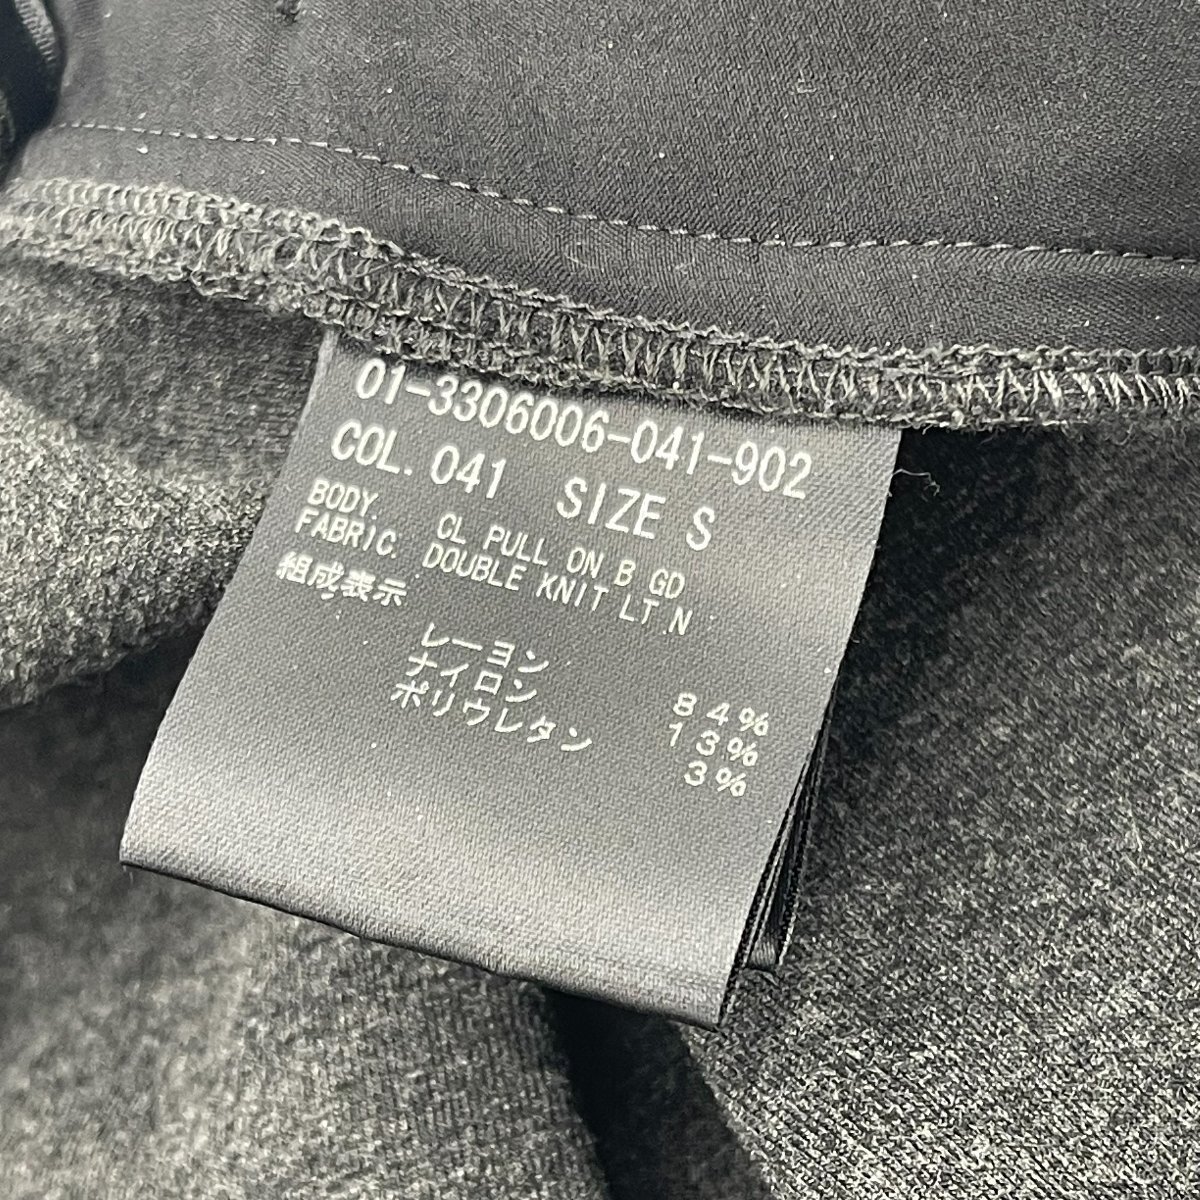 01-3306006-041-902
COL. 041 SIZE S
BODY. CL PULL ON B GD
FABRIC. DOUBLE KNIT LT.N
組成表示
レーヨン 84%
ナイロン 13%
ポリウレタン 3%